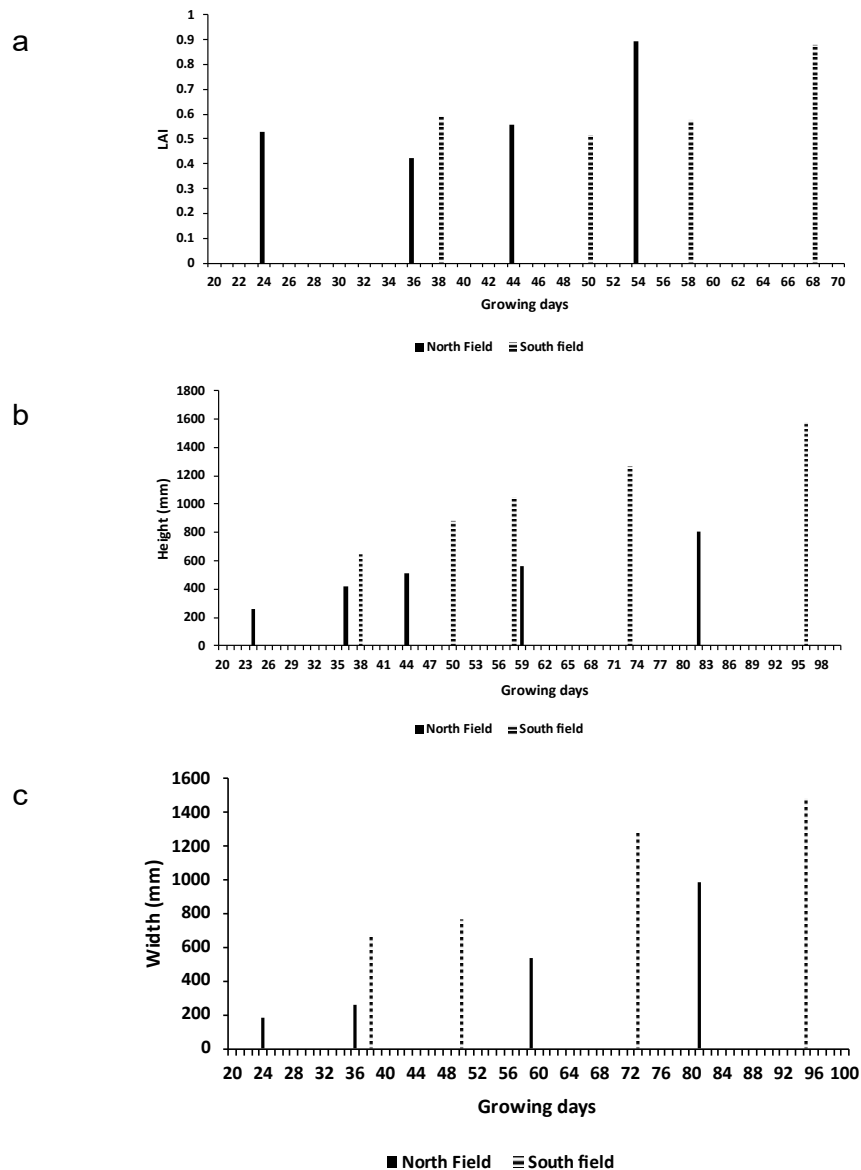 a
LAI
1
0.9
0.8
0.7
0.6
0.5
0.4
0.3
0.2
0.1
0
20 22 24 26 28 30 32 34 36 38 40 42 44 46 48 50 52 54 56 58 60 62 64 66 68 70
Growing days
North Field South field
b
Height (mm)
1800
1600
1400
1200
1000
800
600
400
200
0
20 23 26 29 32 35 38 41 44 47 50 53 56 59 62 65 68 71 74 77 80 83 86 89 92 95 98
Growing days
North Field South field
c
Width (mm)
1600
1400
1200
1000
800
600
400
200
0
20 24 28 32 36 40 44 48 52 56 60 64 68 72 76 80 84 88 92 96 100
Growing days
North Field South field